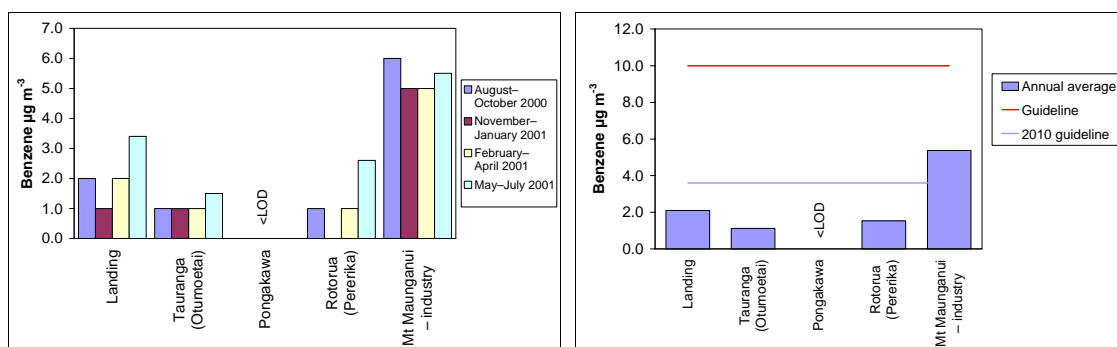 Benzene µg m-3
7.0
6.0
5.0
4.0
3.0
2.0
1.0
0.0
<LOD
Landing
Tauranga
(Otumoetai)
Pongakawa
Rotorua
(Pererika)
Mt Maunganui
– industry
August–
October 2000
November–
January 2001
February–
April 2001
May–July 2001
Benzene µg m-3
12.0
10.0
8.0
6.0
4.0
2.0
0.0
<LOD
Landing
Tauranga
(Otumoetai)
Pongakawa
Rotorua
(Pererika)
Mt Maunganui
– industry
Annual average
Guideline
2010 guideline